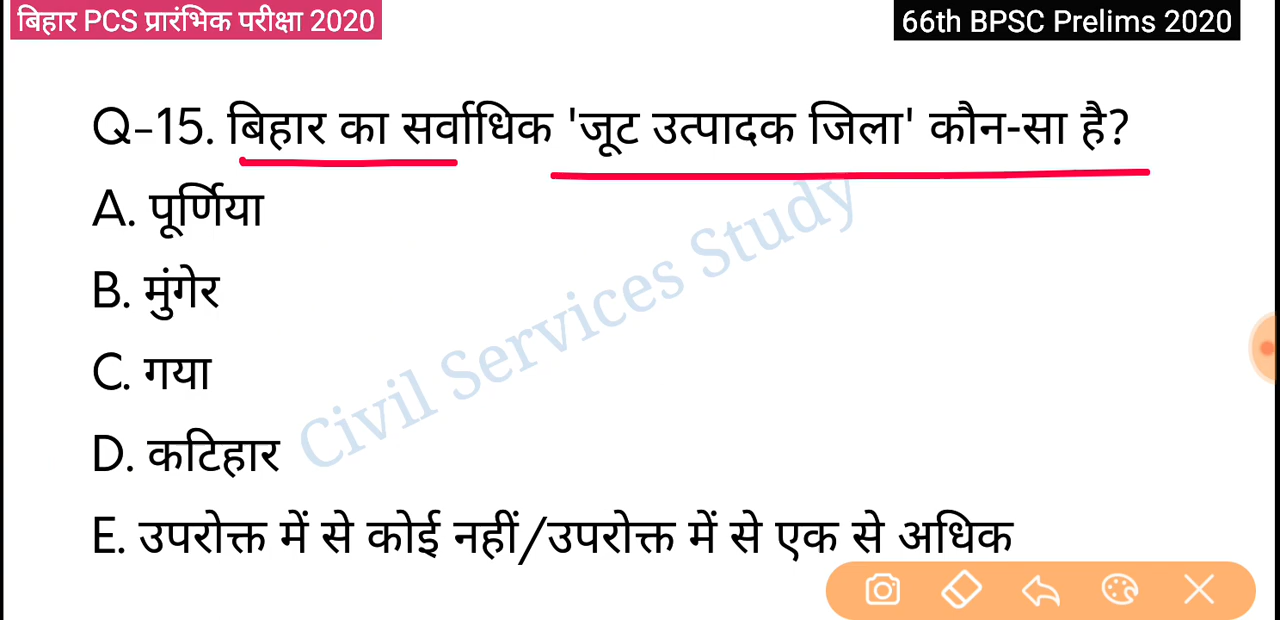 बिहार PCS प्रारंभिक परीक्षा 2020
66th BPSC Prelims 2020
Q-15. बिहार का सर्वाधिक 'जूट उत्पादक जिला' कौन-सा है?
A. पूर्णिया
B. मुंगेर
C. गया
D. कटिहार
E. उपरोक्त में से कोई नहीं/उपरोक्त में से एक से अधिक
Civil Services Study